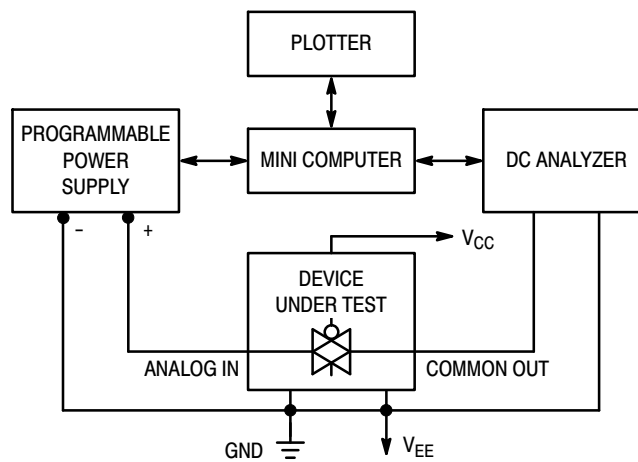 PLOTTER
PROGRAMMABLE
POWER
SUPPLY
MINI COMPUTER
DC ANALYZER
– +
VCC
DEVICE
UNDER TEST
ANALOG IN
COMMON OUT
GND
VEE